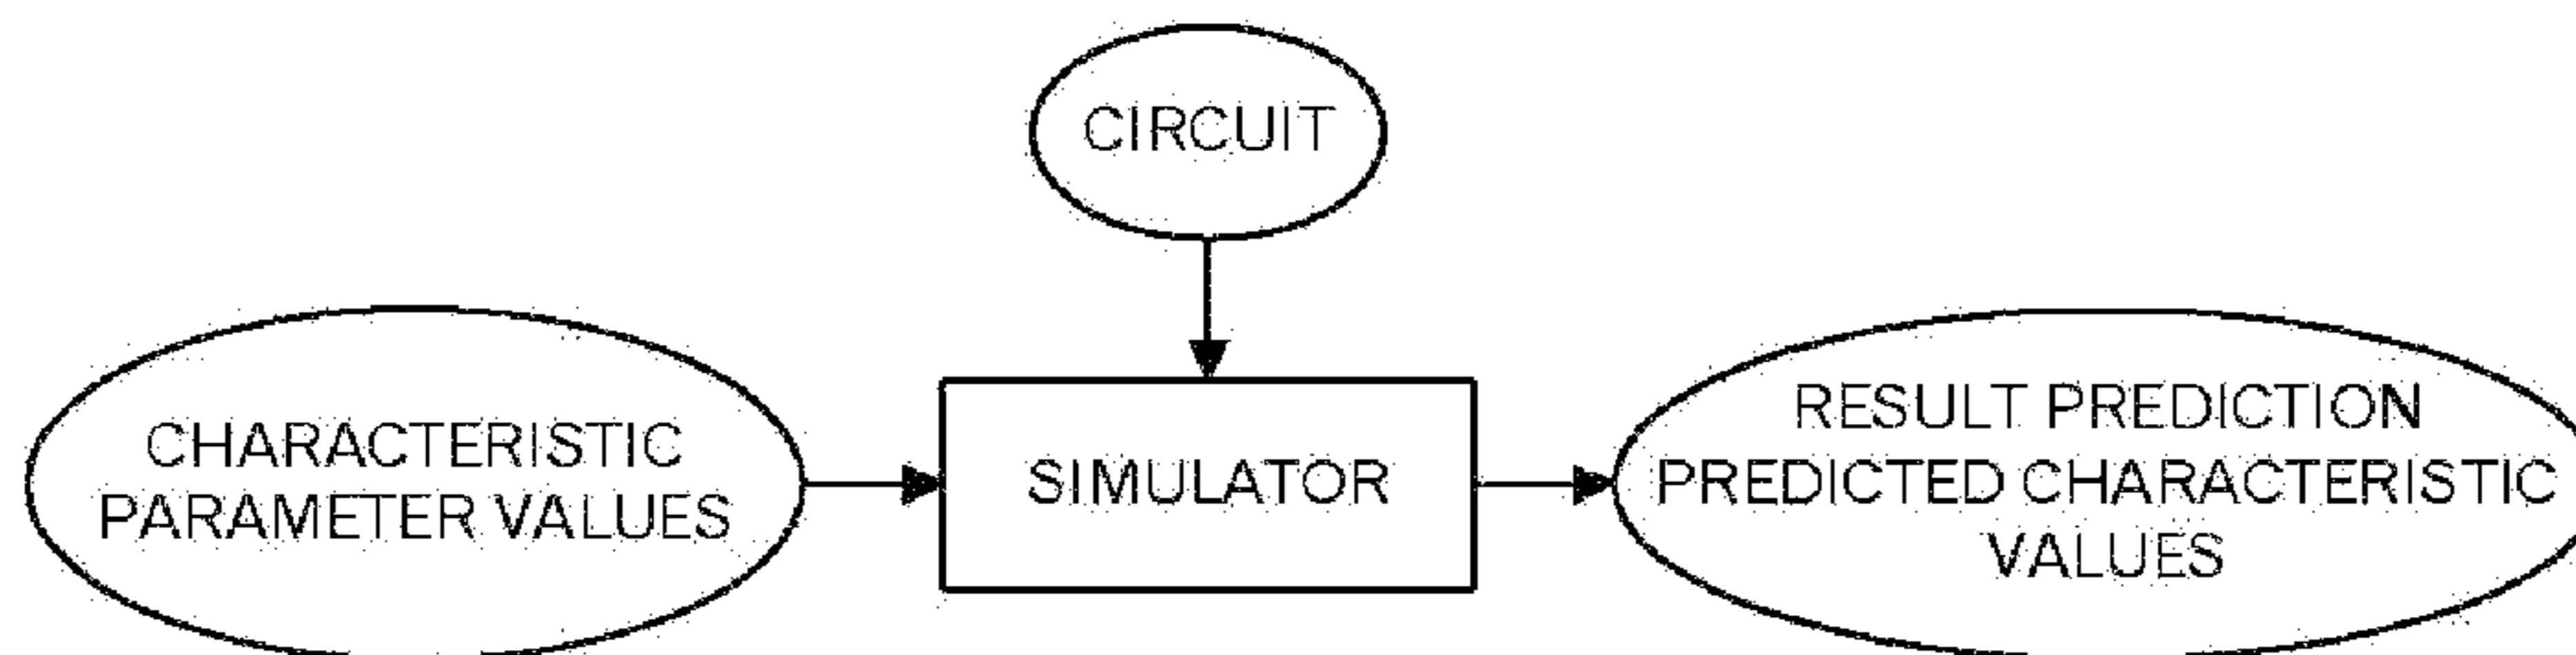 CIRCUIT
CHARACTERISTIC
PARAMETER VALUES
SIMULATOR
RESULT PREDICTION
PREDICTED CHARACTERISTIC
VALUES